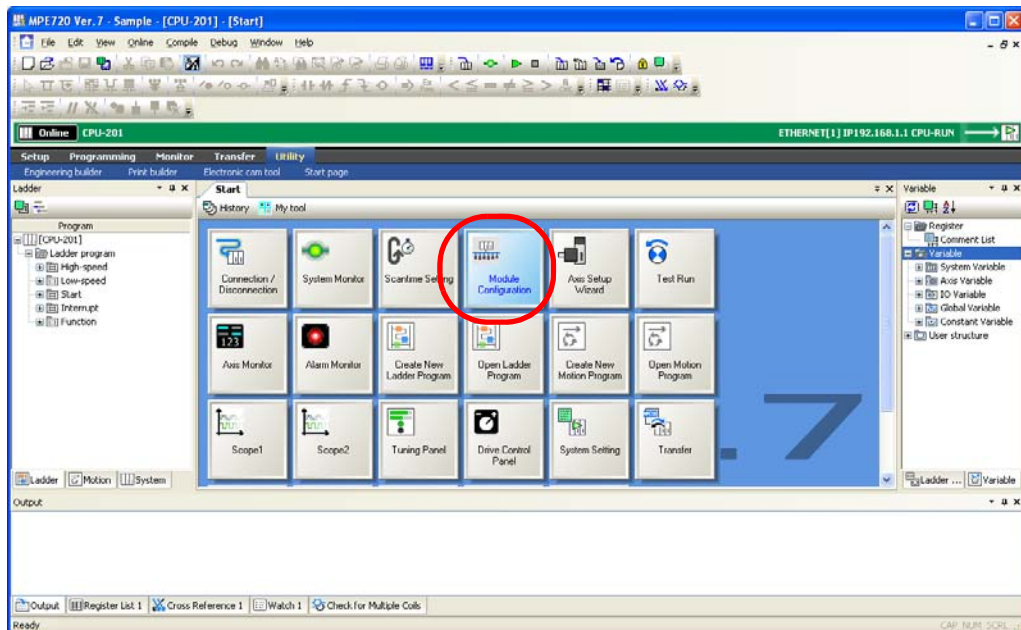 MPE720 Ver. 7 - Sample - [CPU-201] - [Start]
File Edit View Online Compile Debug Window Help
Online CPU-201
ETHERNET[1] IP192.168.1.1 CPU-RUN
Setup Programming Monitor Transfer Utility
Engineering builder Print builder Electronic cam tool Start page
Ladder
Program
[CPU-201]
Ladder program
High-speed
Low-speed
Start
Interrupt
Function
Ladder Motion System
Start
History My tool
Connection /
Disconnection
System Monitor
Scantime Setting
Module
Configuration
Axis Setup
Wizard
Test Run
Axis Monitor
Alarm Monitor
Create New
Ladder Program
Open Ladder
Program
Create New
Motion Program
Open Motion
Program
Scope1
Scope2
Tuning Panel
Drive Control
Panel
System Setting
Transfer
.7
Variable
Register
Comment List
Variable
System Variable
Axis Variable
IO Variable
Global Variable
Constant Variable
User structure
Ladder ... Variable
Output
Output Register List 1 Cross Reference 1 Watch 1 Check for Multiple Coils
Ready
CAP NUM SCRL